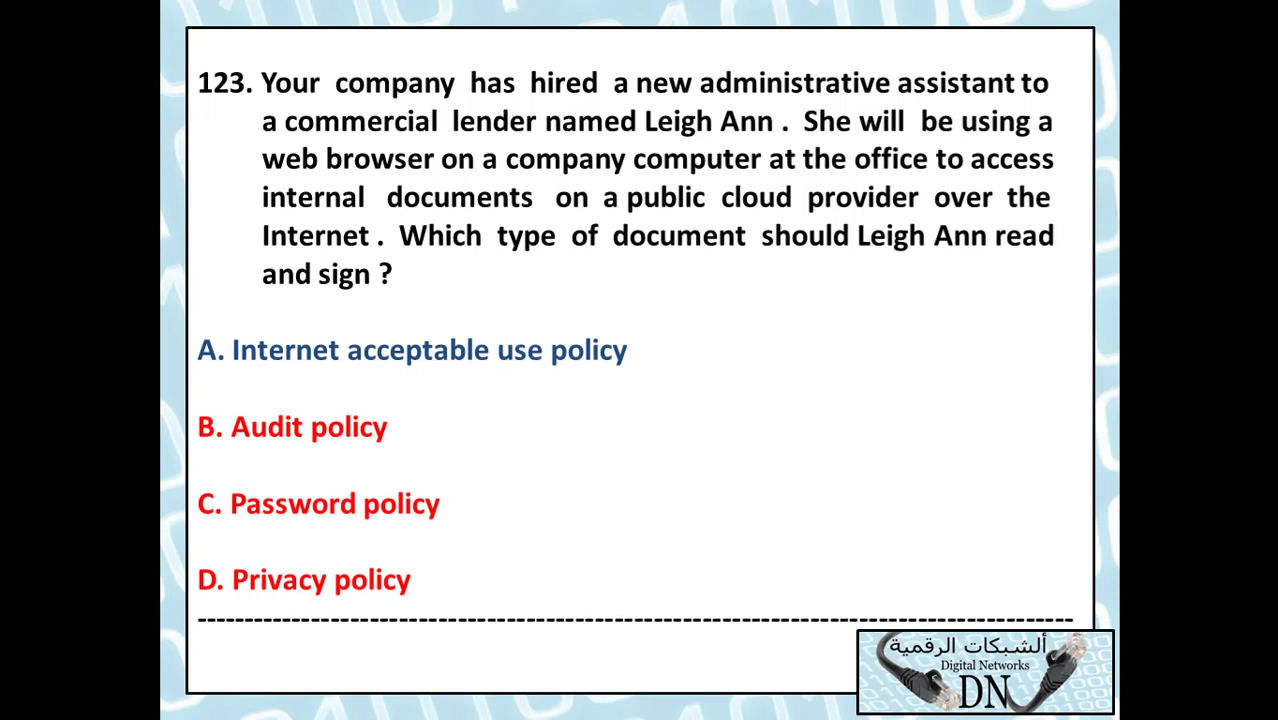 123. Your company has hired a new administrative assistant to
a commercial lender named Leigh Ann . She will be using a
web browser on a company computer at the office to access
internal documents on a public cloud provider over the
Internet . Which type of document should Leigh Ann read
and sign ?
A. Internet acceptable use policy
B. Audit policy
C. Password policy
D. Privacy policy
--------------------------------------------------------------------------------------------
ألشبكات الرقمية
Digital Networks
DN